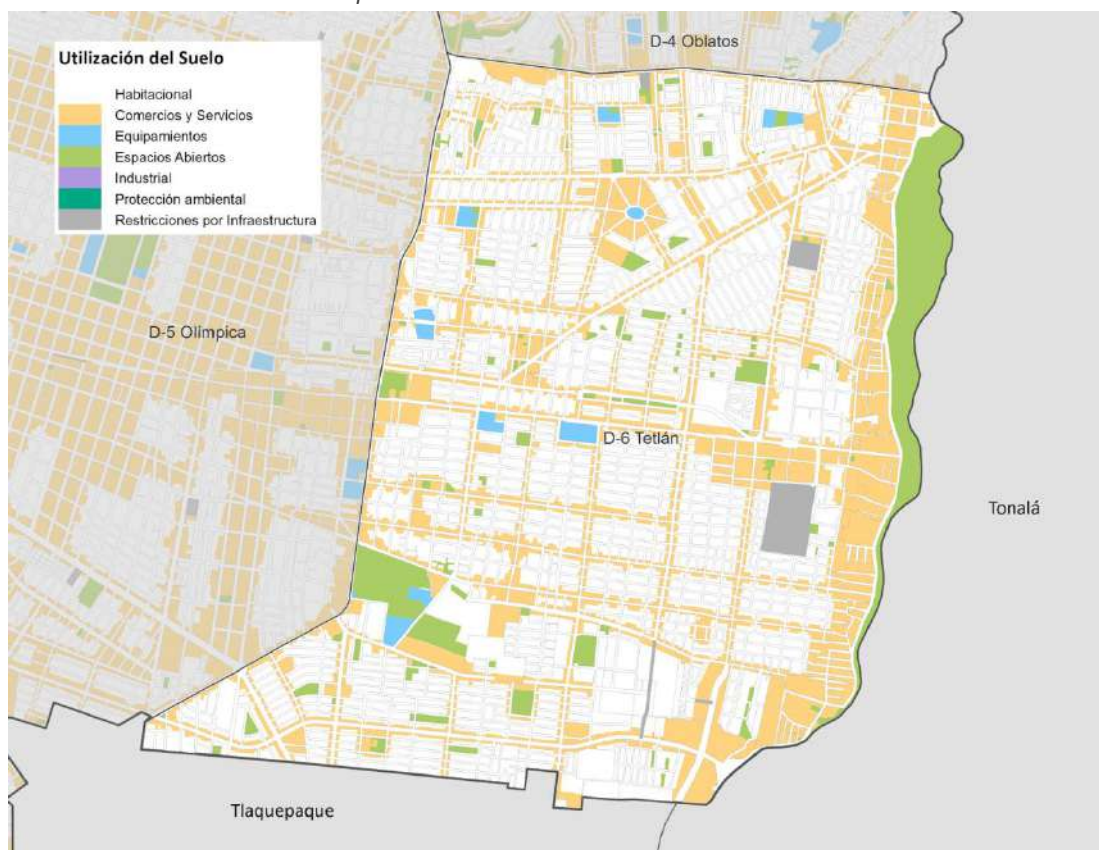 D-4 Oblatos
Utilización del Suelo
Habitacional
Comercios y Servicios
Equipamientos
Espacios Abiertos
Industrial
Protección ambiental
Restricciones por Infraestructura
D-5 Olimpica
D-6 Tetlán
Tonalá
Tlaquepaque